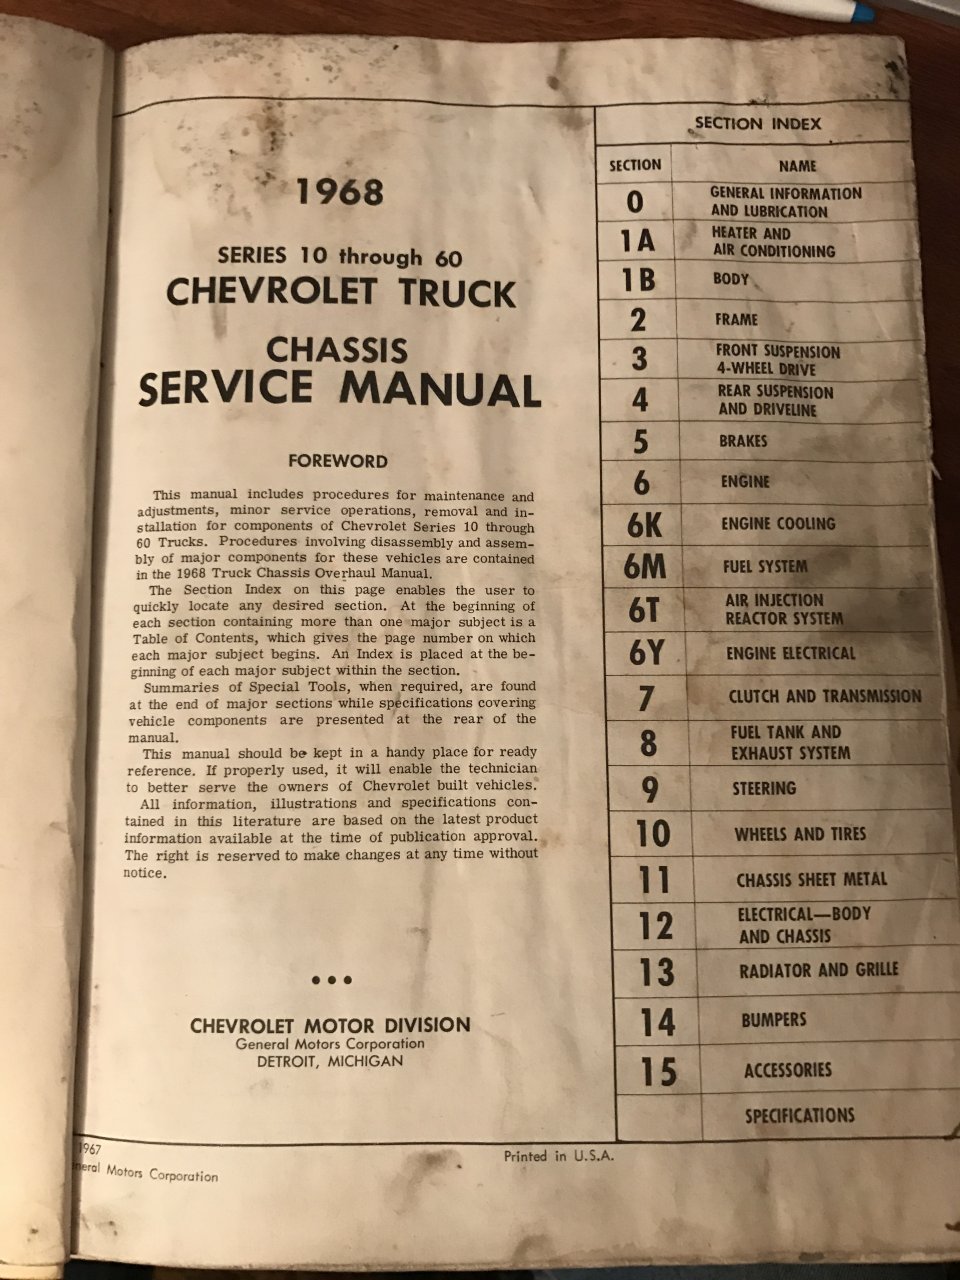 1968
SERIES 10 through 60
CHEVROLET TRUCK
CHASSIS
SERVICE MANUAL
FOREWORD
This manual includes procedures for maintenance and
adjustments, minor service operations, removal and in-
stallation for components of Chevrolet Series 10 through
60 Trucks. Procedures involving disassembly and assem-
bly of major components for these vehicles are contained
in the 1968 Truck Chassis Overhaul Manual.
The Section Index on this page enables the user to
quickly locate any desired section. At the beginning of
each section containing more than one major subject is a
Table of Contents, which gives the page number on which
each major subject begins. An Index is placed at the be-
ginning of each major subject within the section.
Summaries of Special Tools, when required, are found
at the end of major sections while specifications covering
vehicle components are presented at the rear of the
manual.
This manual should be kept in a handy place for ready
reference. If properly used, it will enable the technician
to better serve the owners of Chevrolet built vehicles.
All information, illustrations and specifications con-
tained in this literature are based on the latest product
information available at the time of publication approval.
The right is reserved to make changes at any time without
notice.
• • •
CHEVROLET MOTOR DIVISION
General Motors Corporation
DETROIT, MICHIGAN
SECTION INDEX
SECTION NAME
0 GENERAL INFORMATION
AND LUBRICATION
1A HEATER AND
AIR CONDITIONING
1B BODY
2 FRAME
3 FRONT SUSPENSION
4-WHEEL DRIVE
4 REAR SUSPENSION
AND DRIVELINE
5 BRAKES
6 ENGINE
6K ENGINE COOLING
6M FUEL SYSTEM
6T AIR INJECTION
REACTOR SYSTEM
6Y ENGINE ELECTRICAL
7 CLUTCH AND TRANSMISSION
8 FUEL TANK AND
EXHAUST SYSTEM
9 STEERING
10 WHEELS AND TIRES
11 CHASSIS SHEET METAL
12 ELECTRICAL—BODY
AND CHASSIS
13 RADIATOR AND GRILLE
14 BUMPERS
15 ACCESSORIES
SPECIFICATIONS
1967
neral Motors Corporation
Printed in U.S.A.